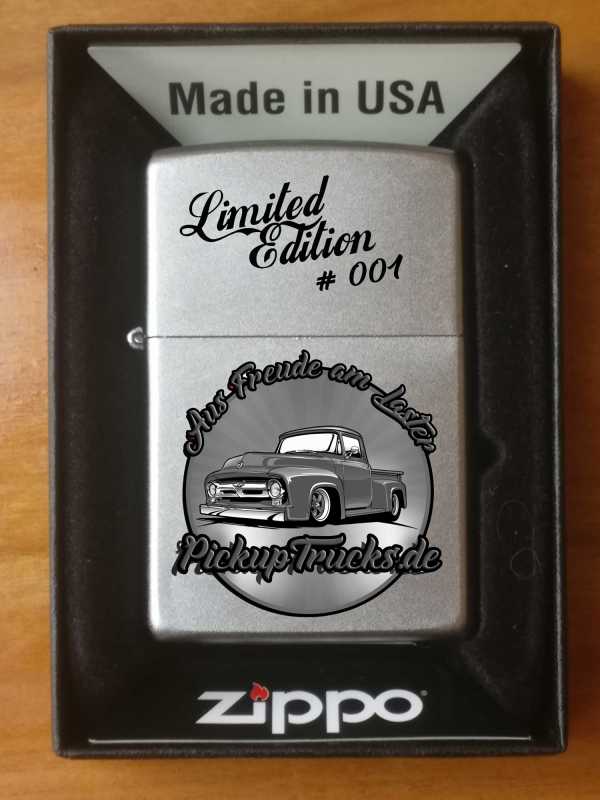 Made in USA
Limited
Edition
# 001
Aus Freude am Laster
PickupTrucks.de
zippo®